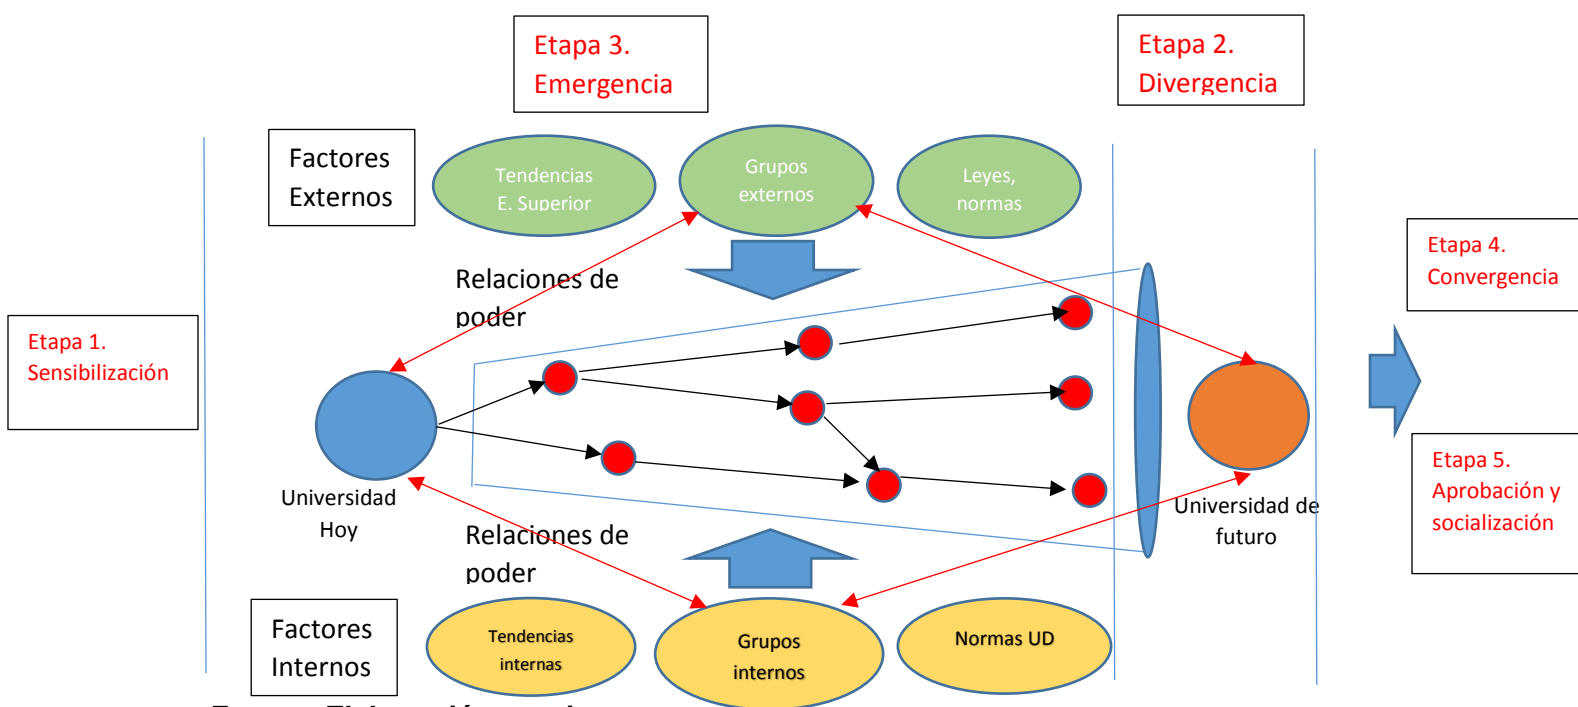 Etapa 3.
Emergencia
Etapa 2.
Divergencia
Factores
Externos
Tendencias
E. Superior
Grupos
externos
Leyes,
normas
Etapa 4.
Convergencia
Relaciones de
poder
Etapa 1.
Sensibilización
Etapa 5.
Aprobación y
socialización
Universidad
Hoy
Universidad de
futuro
Relaciones de
poder
Factores
Internos
Tendencias
internas
Grupos
internos
Normas UD